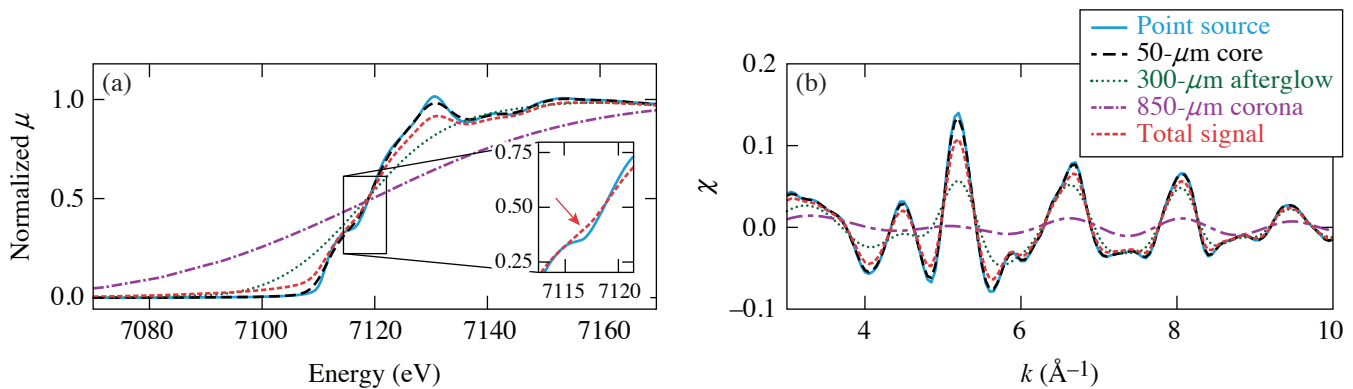 (a)
Normalized μ
1.0
0.5
0.0
0.75
0.50
0.25
7115 7120
7080 7100 7120 7140 7160
Energy (eV)
(b)
χ
0.2
0.1
0.0
–0.1
4 6 8 10
k (Å⁻¹)
Point source
50-μm core
300-μm afterglow
850-μm corona
Total signal